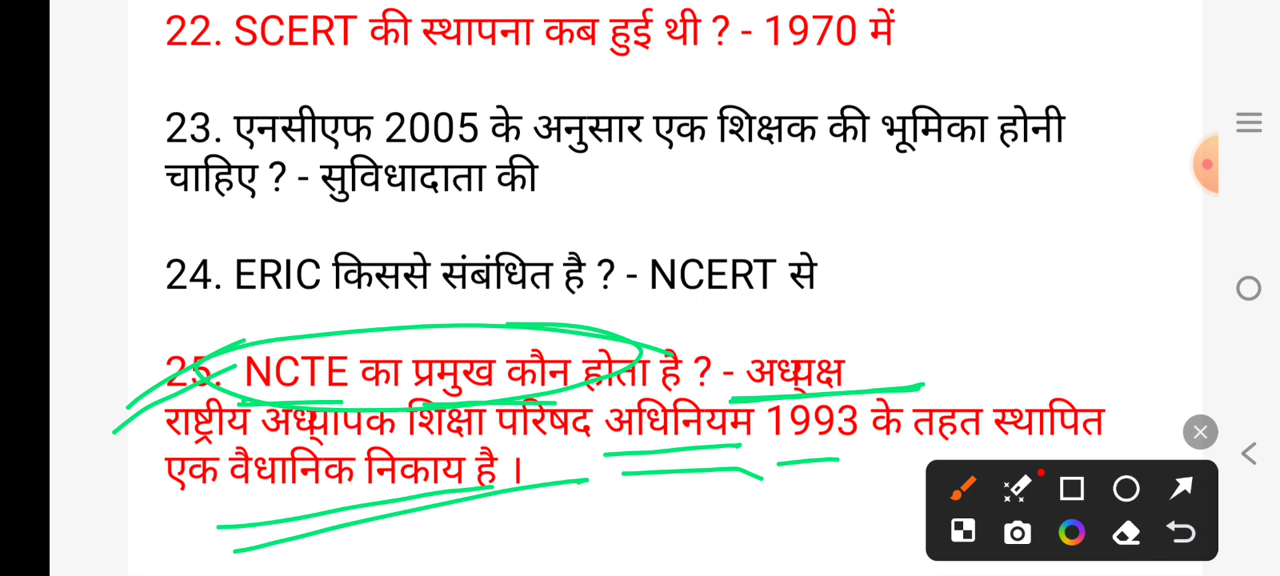 22. SCERT की स्थापना कब हुई थी ? - 1970 में
23. एनसीएफ 2005 के अनुसार एक शिक्षक की भूमिका होनी
चाहिए ? - सुविधादाता की
24. ERIC किससे संबंधित है ? - NCERT से
25. NCTE का प्रमुख कौन होता है ? - अध्यक्ष
राष्ट्रीय अध्यापक शिक्षा परिषद अधिनियम 1993 के तहत स्थापित
एक वैधानिक निकाय है ।